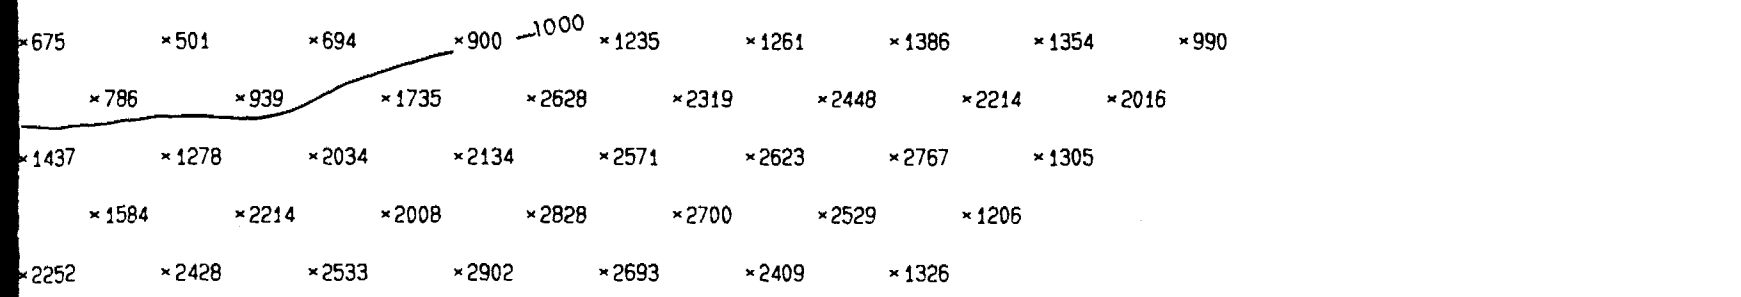 ×675 ×501 ×694 ×900 —1000 ×1235 ×1261 ×1386 ×1354 ×990
×786 ×939 ×1735 ×2628 ×2319 ×2448 ×2214 ×2016
×1437 ×1278 ×2034 ×2134 ×2571 ×2623 ×2767 ×1305
×1584 ×2214 ×2008 ×2828 ×2700 ×2529 ×1206
×2252 ×2428 ×2533 ×2902 ×2693 ×2409 ×1326